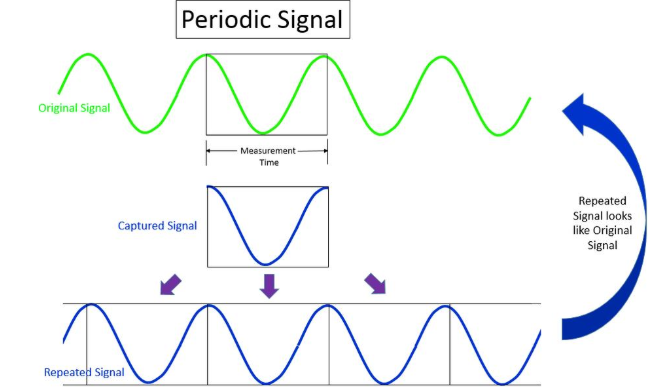 Periodic Signal
Original Signal
Measurement
Time
Captured Signal
Repeated
Signal looks
like Original
Signal
Repeated Signal